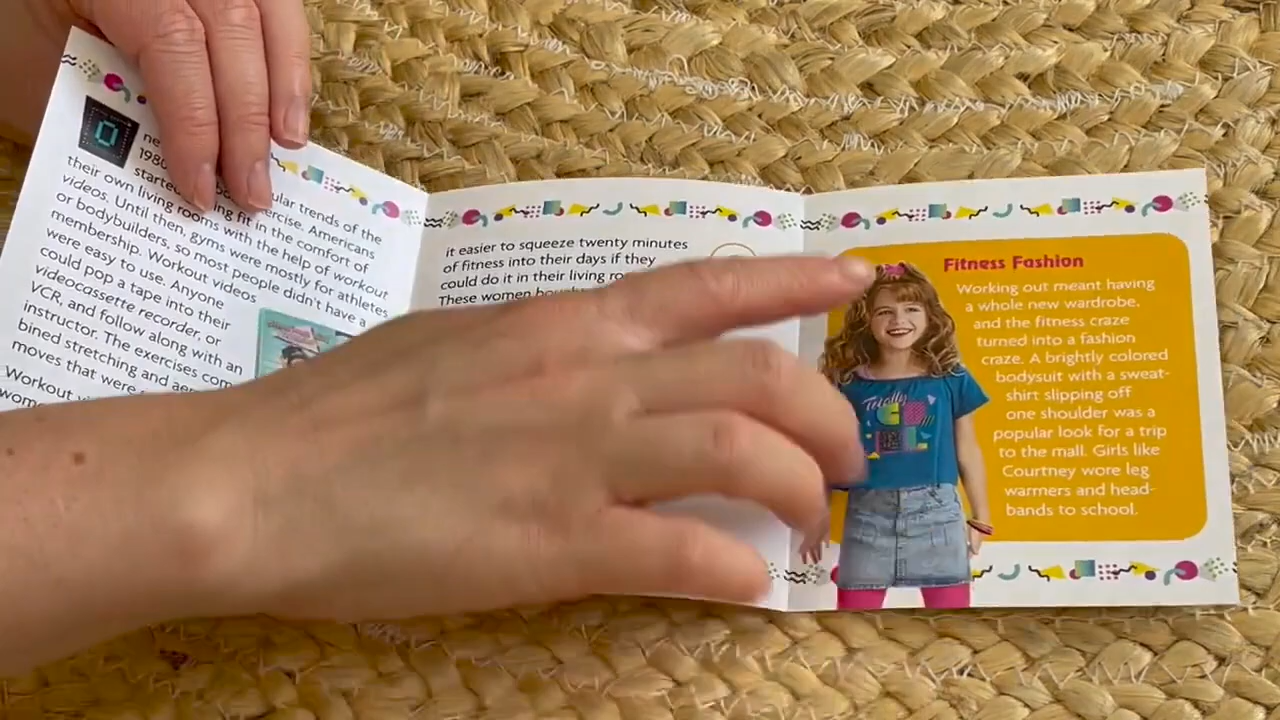 0
1980
ular trends of the
ercise. Americans
started
ing fit in the comfort of
their own living rooms with the help of workout
videos. Until then, gyms were mostly for athletes
or bodybuilders, so most people didn't have a
membership. Workout videos
were easy to use. Anyone
could pop a tape into their
videocassette recorder, or
VCR, and follow along with an
instructor. The exercises com-
bined stretching and
moves that were
Workout
it easier to squeeze twenty minutes
of fitness into their days if they
could do it in their living
These women
Fitness Fashion
Working out meant having
a whole new wardrobe,
and the fitness craze
turned into a fashion
craze. A brightly colored
bodysuit with a sweat-
shirt slipping off
one shoulder was a
popular look for a trip
to the mall. Girls like
Courtney wore leg
warmers and head-
bands to school.
Totally